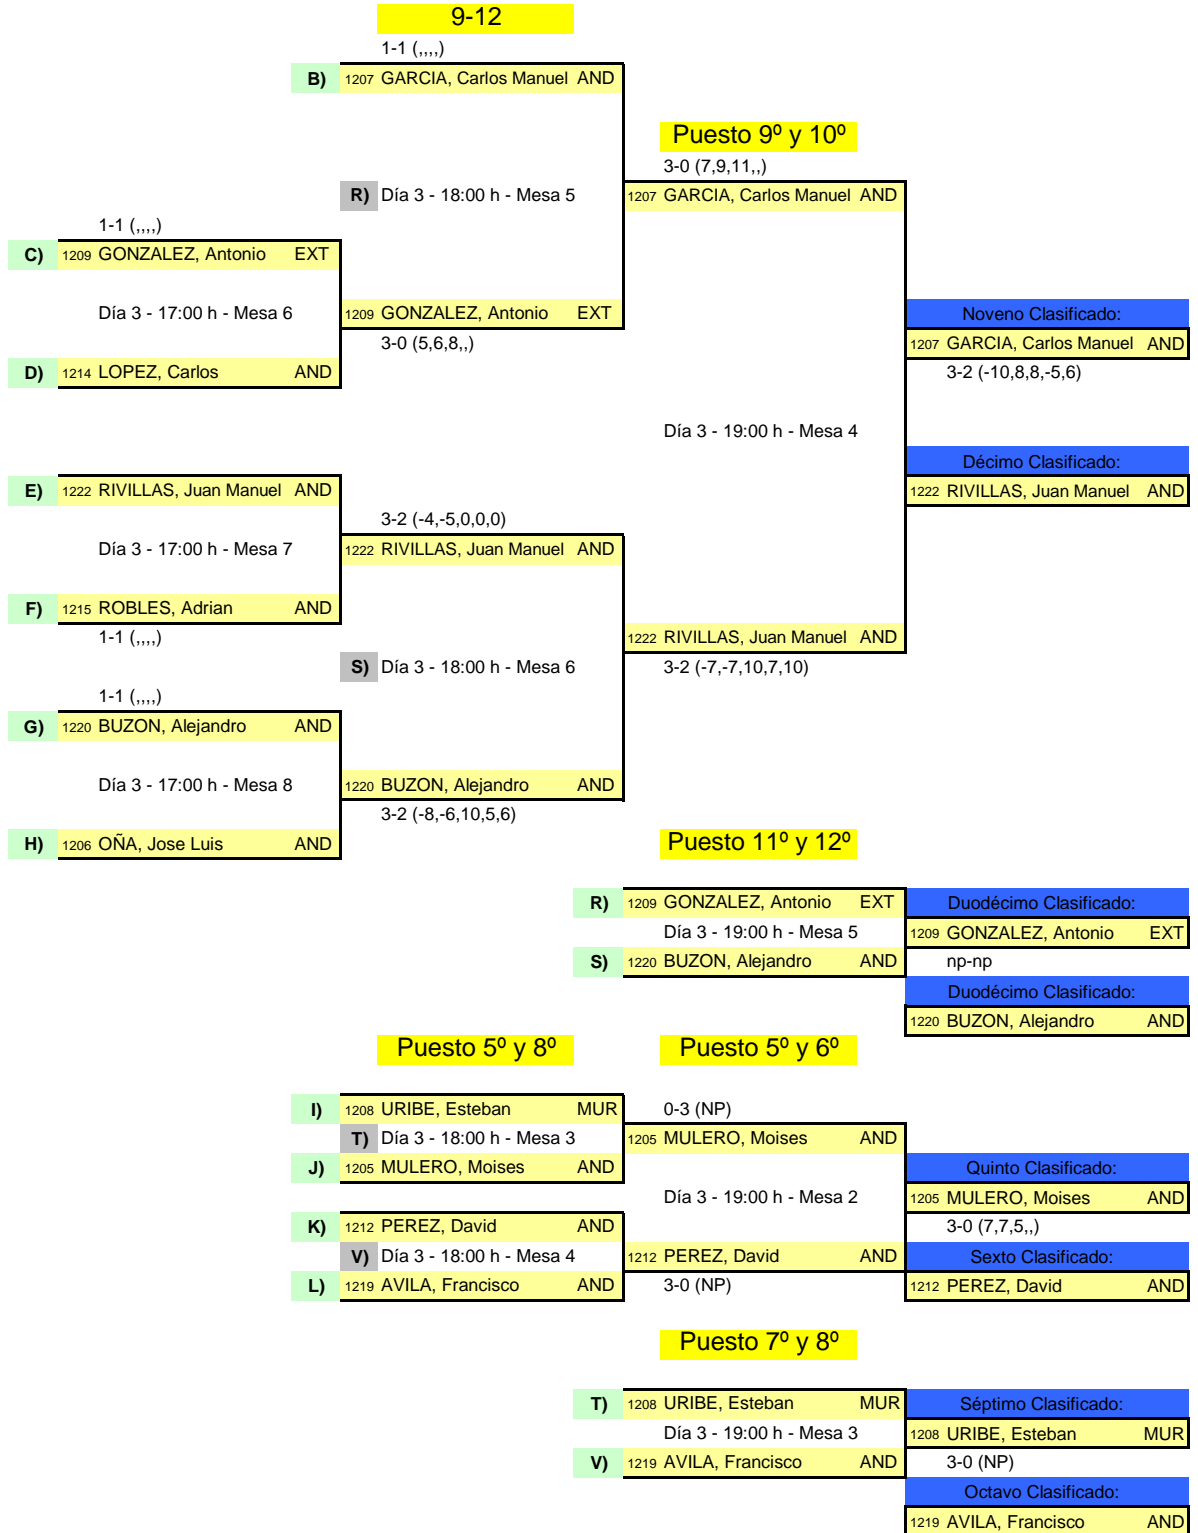 9-12
1-1 (,,,,)
B) 1207 GARCIA, Carlos Manuel AND
Puesto 9º y 10º
3-0 (7,9,11,,)
R) Día 3 - 18:00 h - Mesa 5 1207 GARCIA, Carlos Manuel AND
1-1 (,,,,)
C) 1209 GONZALEZ, Antonio EXT
Día 3 - 17:00 h - Mesa 6 1209 GONZALEZ, Antonio EXT Noveno Clasificado:
3-0 (5,6,8,,) 1207 GARCIA, Carlos Manuel AND
D) 1214 LOPEZ, Carlos AND 3-2 (-10,8,8,-5,6)
Día 3 - 19:00 h - Mesa 4
Décimo Clasificado:
E) 1222 RIVILLAS, Juan Manuel AND 1222 RIVILLAS, Juan Manuel AND
3-2 (-4,-5,0,0,0)
Día 3 - 17:00 h - Mesa 7 1222 RIVILLAS, Juan Manuel AND
F) 1215 ROBLES, Adrian AND
1-1 (,,,,) 1222 RIVILLAS, Juan Manuel AND
S) Día 3 - 18:00 h - Mesa 6 3-2 (-7,-7,10,7,10)
1-1 (,,,,)
G) 1220 BUZON, Alejandro AND
Día 3 - 17:00 h - Mesa 8 1220 BUZON, Alejandro AND
3-2 (-8,-6,10,5,6)
H) 1206 OÑA, Jose Luis AND Puesto 11º y 12º
R) 1209 GONZALEZ, Antonio EXT Duodécimo Clasificado:
Día 3 - 19:00 h - Mesa 5 1209 GONZALEZ, Antonio EXT
S) 1220 BUZON, Alejandro AND np-np
Duodécimo Clasificado:
1220 BUZON, Alejandro AND
Puesto 5º y 8º Puesto 5º y 6º
I) 1208 URIBE, Esteban MUR 0-3 (NP)
T) Día 3 - 18:00 h - Mesa 3 1205 MULERO, Moises AND
J) 1205 MULERO, Moises AND Quinto Clasificado:
Día 3 - 19:00 h - Mesa 2 1205 MULERO, Moises AND
K) 1212 PEREZ, David AND 3-0 (7,7,5,,)
V) Día 3 - 18:00 h - Mesa 4 1212 PEREZ, David AND Sexto Clasificado:
L) 1219 AVILA, Francisco AND 3-0 (NP) 1212 PEREZ, David AND
Puesto 7º y 8º
T) 1208 URIBE, Esteban MUR Séptimo Clasificado:
Día 3 - 19:00 h - Mesa 3 1208 URIBE, Esteban MUR
V) 1219 AVILA, Francisco AND 3-0 (NP)
Octavo Clasificado:
1219 AVILA, Francisco AND